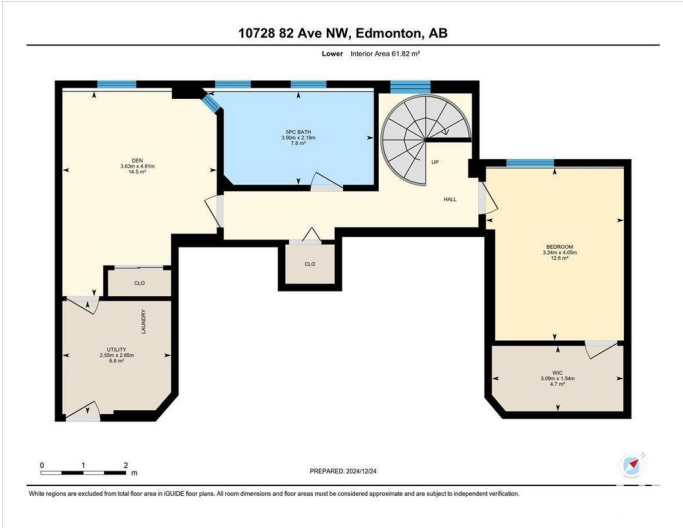 10728 82 Ave NW, Edmonton, AB
Lower Interior Area 61.82 m²
5PC BATH
3.90m x 2.19m
7.8 m²
DEN
3.63m x 4.81m
14.5 m²
UP
HALL
BEDROOM
3.24m x 4.05m
12.6 m²
CLO
CLO
LAUNDRY
UTILITY
2.55m x 2.65m
6.6 m²
WIC
3.09m x 1.54m
4.7 m²
0 1 2
m
PREPARED: 2024/12/24
White regions are excluded from total floor area in iGUIDE floor plans. All room dimensions and floor areas must be considered approximate and are subject to independent verification.